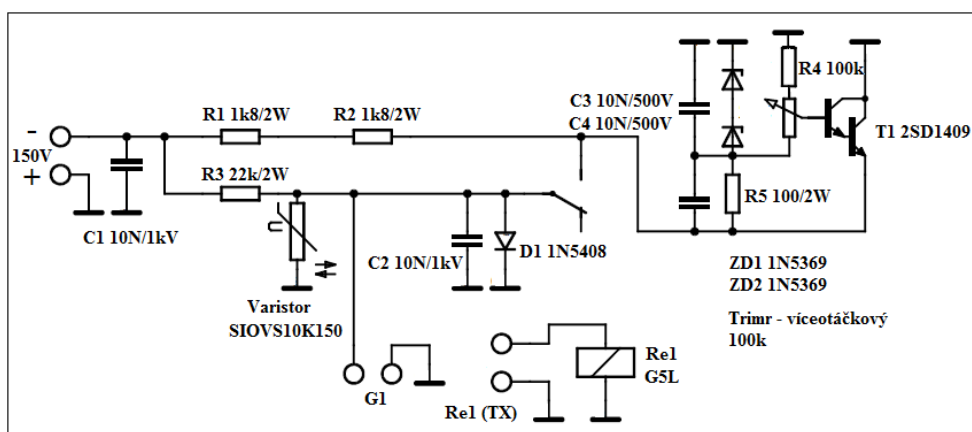 R4 100k
R1 1k8/2W
R2 1k8/2W
C3 10N/500V
C4 10N/500V
T1 2SD1409
-
150V
+
R3 22k/2W
R5 100/2W
C1 10N/1kV
U
C2 10N/1kV
D1 1N5408
ZD1 1N5369
ZD2 1N5369
Varistor
SIOVS10K150
Trimr - víceotáčkový
100k
G1
Re1 (TX)
Re1
G5L